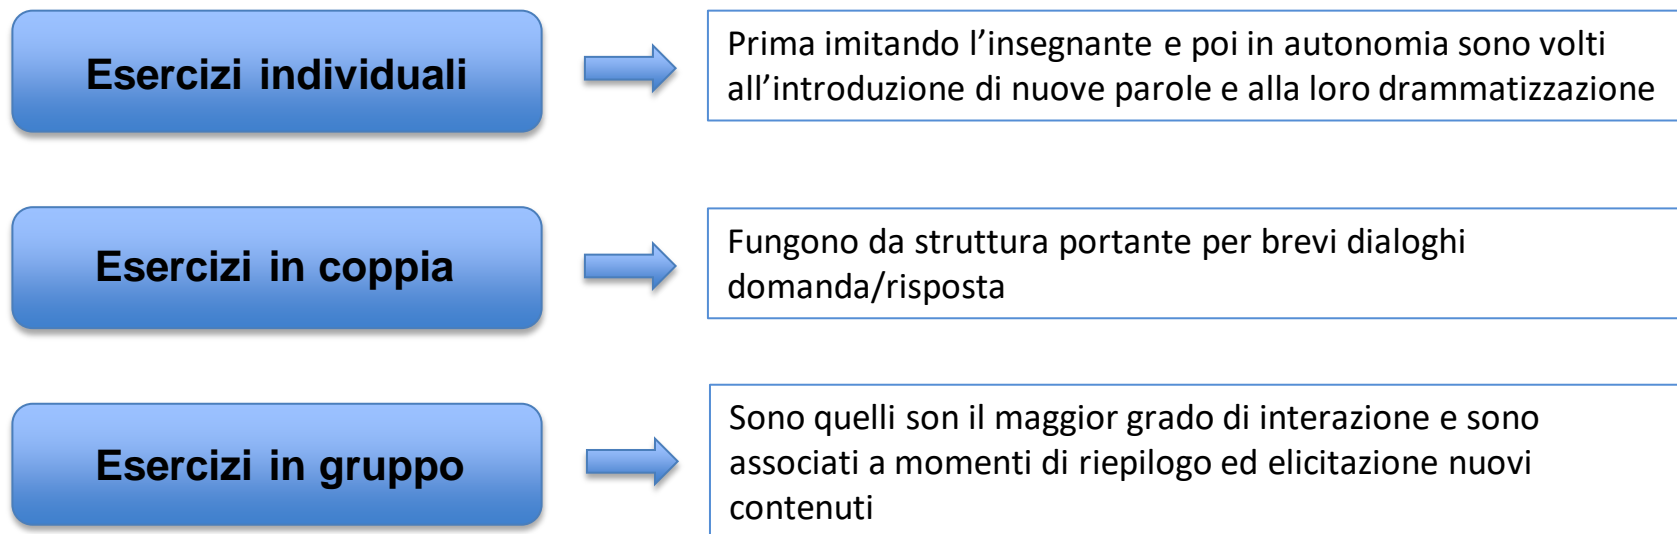 Esercizi individuali
Prima imitando l’insegnante e poi in autonomia sono volti
all’introduzione di nuove parole e alla loro drammatizzazione
Esercizi in coppia
Fungono da struttura portante per brevi dialoghi
domanda/risposta
Esercizi in gruppo
Sono quelli son il maggior grado di interazione e sono
associati a momenti di riepilogo ed elicitazione nuovi
contenuti